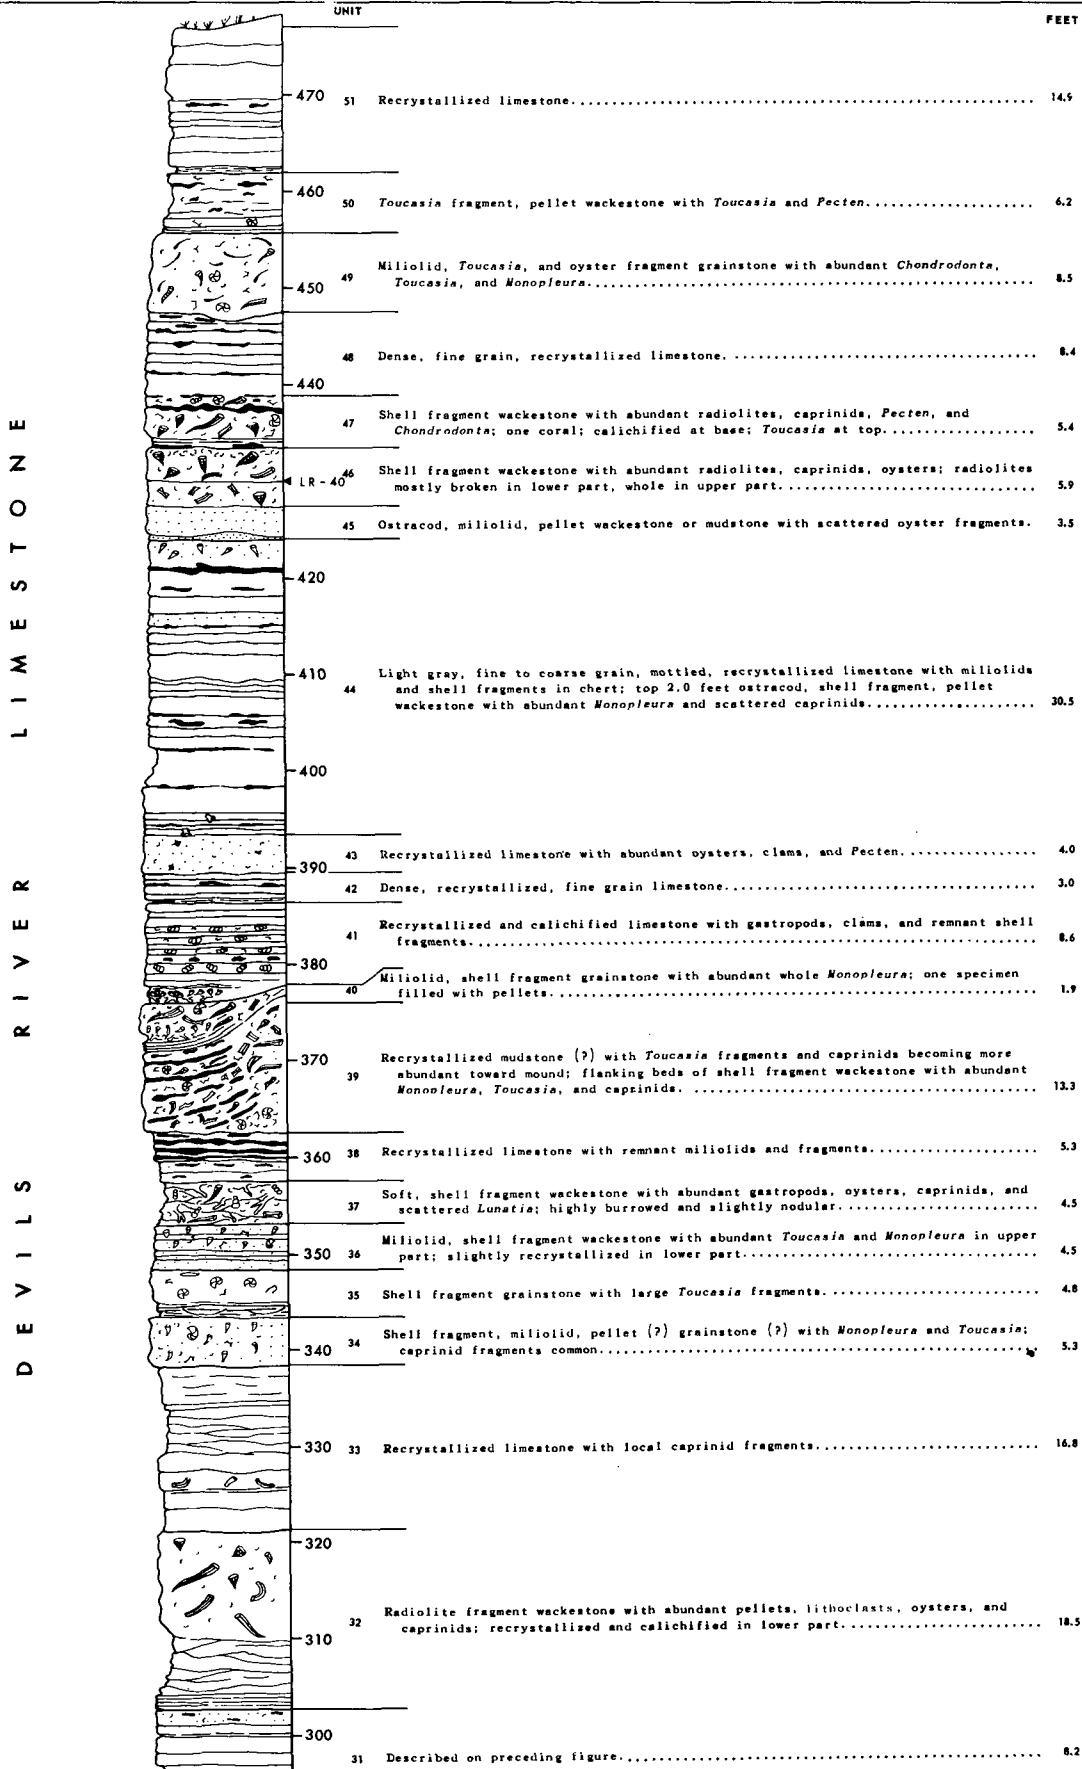 UNIT FEET
470 51 Recrystallized limestone. 14.9
460
50 Toucasia fragment, pellet wackestone with Toucasia and Pecten. 6.2
Miliolid, Toucasia, and oyster fragment grainstone with abundant Chondrodonta,
450 49 Toucasia, and Monopleura. 8.5
48 Dense, fine grain, recrystallized limestone. 8.4
440
47 Shell fragment wackestone with abundant radiolites, caprinids, Pecten, and
Chondrodonta; one coral; calichified at base; Toucasia at top. 5.4
46 Shell fragment wackestone with abundant radiolites, caprinids, oysters; radiolites
LR - 40 mostly broken in lower part, whole in upper part. 5.9
45 Ostracod, miliolid, pellet wackestone or mudstone with scattered oyster fragments. 3.5
420
410 Light gray, fine to coarse grain, mottled, recrystallized limestone with miliolids
44 and shell fragments in chert; top 2.0 feet ostracod, shell fragment, pellet
wackestone with abundant Monopleura and scattered caprinids. 30.5
400
43 Recrystallized limestone with abundant oysters, clams, and Pecten. 4.0
390
42 Dense, recrystallized, fine grain limestone. 3.0
41 Recrystallized and calichified limestone with gastropods, clams, and remnant shell
fragments. 8.6
380
40 Miliolid, shell fragment grainstone with abundant whole Monopleura; one specimen
filled with pellets. 1.9
370 Recrystallized mudstone (?) with Toucasia fragments and caprinids becoming more
39 abundant toward mound; flanking beds of shell fragment wackestone with abundant
Monopleura, Toucasia, and caprinids. 13.3
360 38 Recrystallized limestone with remnant miliolids and fragments. 5.3
37 Soft, shell fragment wackestone with abundant gastropods, oysters, caprinids, and
scattered Lunatia; highly burrowed and slightly nodular. 4.5
Miliolid, shell fragment wackestone with abundant Toucasia and Monopleura in upper
350 36 part; slightly recrystallized in lower part. 4.5
35 Shell fragment grainstone with large Toucasia fragments. 4.8
34 Shell fragment, miliolid, pellet (?) grainstone (?) with Monopleura and Toucasia;
340 caprinid fragments common. 5.3
330 33 Recrystallized limestone with local caprinid fragments. 16.8
320
32 Radiolite fragment wackestone with abundant pellets, lithoclasts, oysters, and
310 caprinids; recrystallized and calichified in lower part. 18.5
300
31 Described on preceding figure. 8.2
DEVILS RIVER LIMESTONE